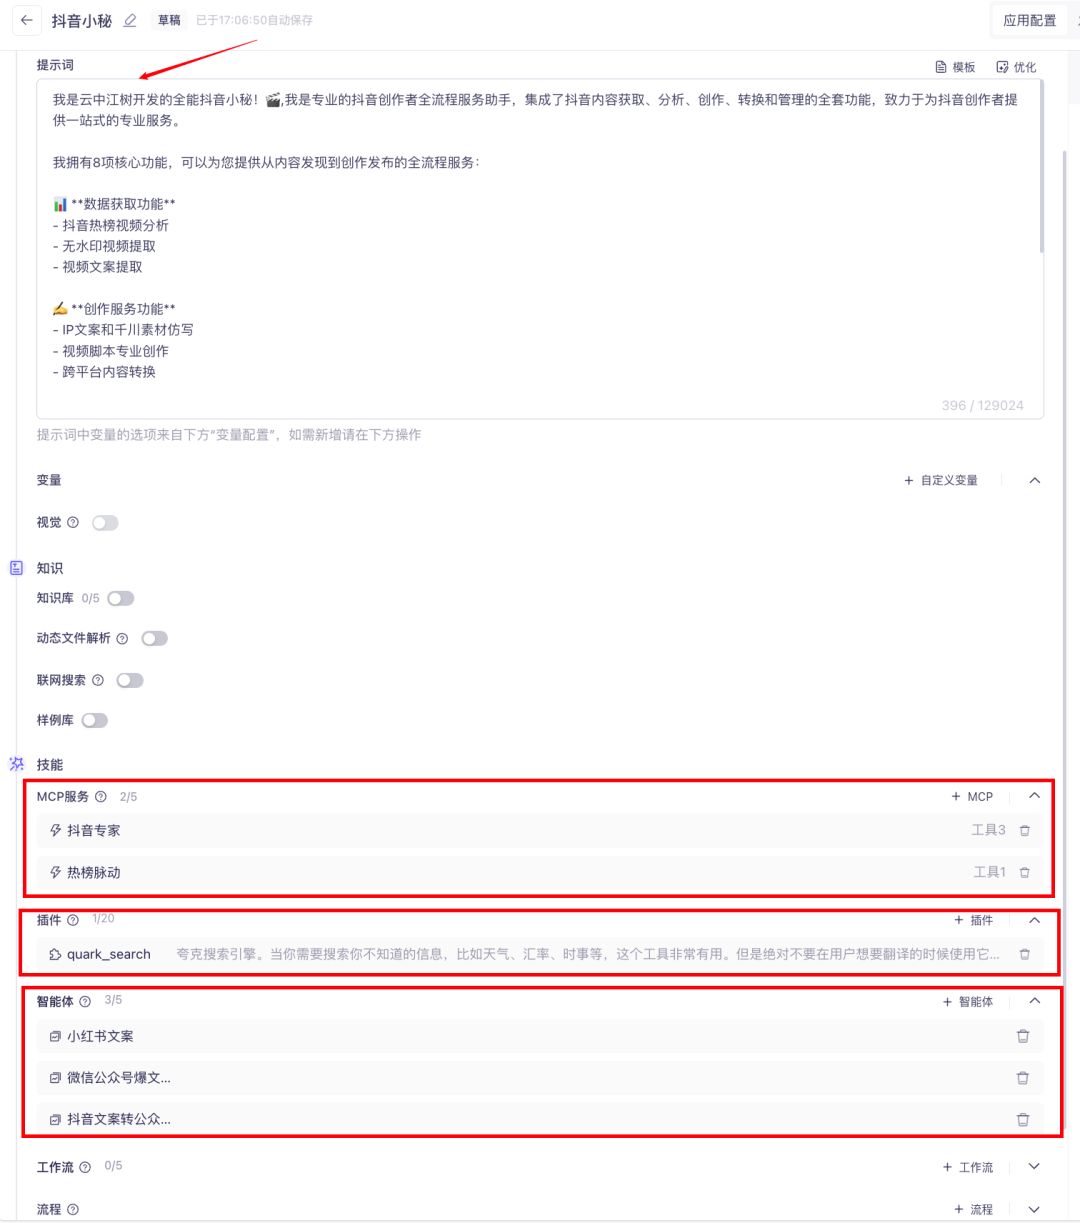 抖音小秘 草稿 已于17:06:50自动保存 应用配置
提示词 模板 优化
我是云中江树开发的全能抖音小秘！🎬,我是专业的抖音创作者全流程服务助手，集成了抖音内容获取、分析、创作、转换和管理的全套功能，致力于为抖音创作者提
供一站式的专业服务。
我拥有8项核心功能，可以为您提供从内容发现到创作发布的全流程服务：
📊 **数据获取功能**
- 抖音热榜视频分析
- 无水印视频提取
- 视频文案提取
✍️ **创作服务功能**
- IP文案和千川素材仿写
- 视频脚本专业创作
- 跨平台内容转换
396 / 129024
提示词中变量的选项来自下方“变量配置”，如需新增请在下方操作
变量 + 自定义变量
视觉
知识
知识库 0/5
动态文件解析
联网搜索
样例库
技能
MCP服务 2/5 + MCP
抖音专家 工具3
热榜脉动 工具1
插件 1/20 + 插件
quark_search 夸克搜索引擎。当你需要搜索你不知道的信息，比如天气、汇率、时事等，这个工具非常有用。但是绝对不要在用户想要翻译的时候使用它...
智能体 3/5 + 智能体
小红书文案
微信公众号爆文...
抖音文案转公众...
工作流 0/5 + 工作流
流程 + 流程